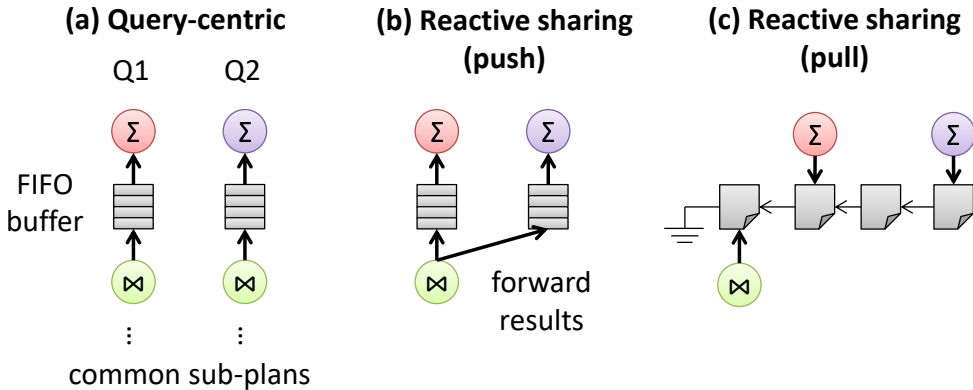 (a) Query-centric
Q1 Q2
Σ Σ
FIFO
buffer
⋈ ⋈
⋮ ⋮
common sub-plans
(b) Reactive sharing
(push)
Σ Σ
⋈
forward
results
(c) Reactive sharing
(pull)
Σ Σ
⋈